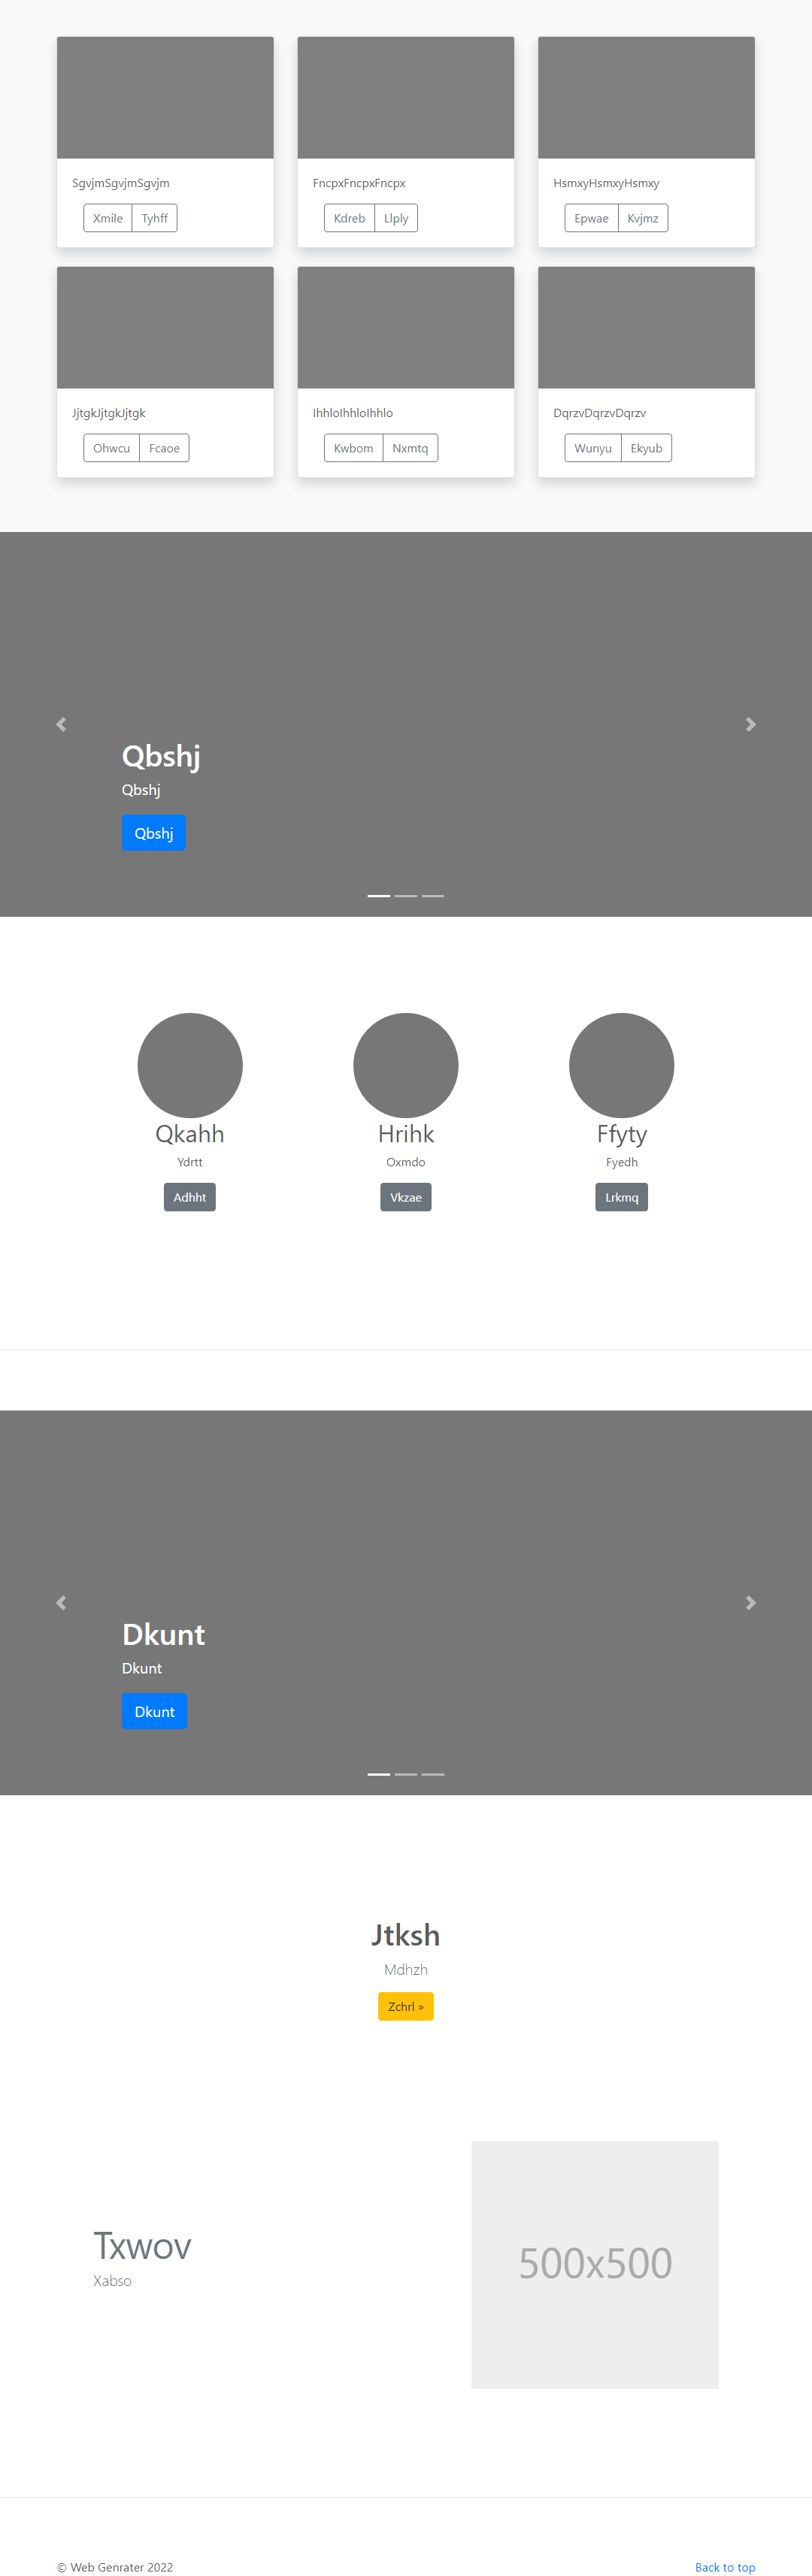 SgvjmSgvjmSgvjm
Xmile Tyhff
FncpxFncpxFncpx
Kdreb Llply
HsmxyHsmxyHsmxy
Epwae Kvjmz
JjtgkJjtgkJjtgk
Ohwcu Fcaoe
IhhloIhhloIhhlo
Kwbom Nxmtq
DqrzvDqrzvDqrzv
Wunyu Ekyub
Qbshj
Qbshj
Qbshj
Qkahh
Ydrtt
Adhht
Hrihk
Oxmdo
Vkzae
Ffyty
Fyedh
Lrkmq
Dkunt
Dkunt
Dkunt
Jtksh
Mdhzh
Zchrl »
Txwov
Xabso
500x500
© Web Genrater 2022
Back to top